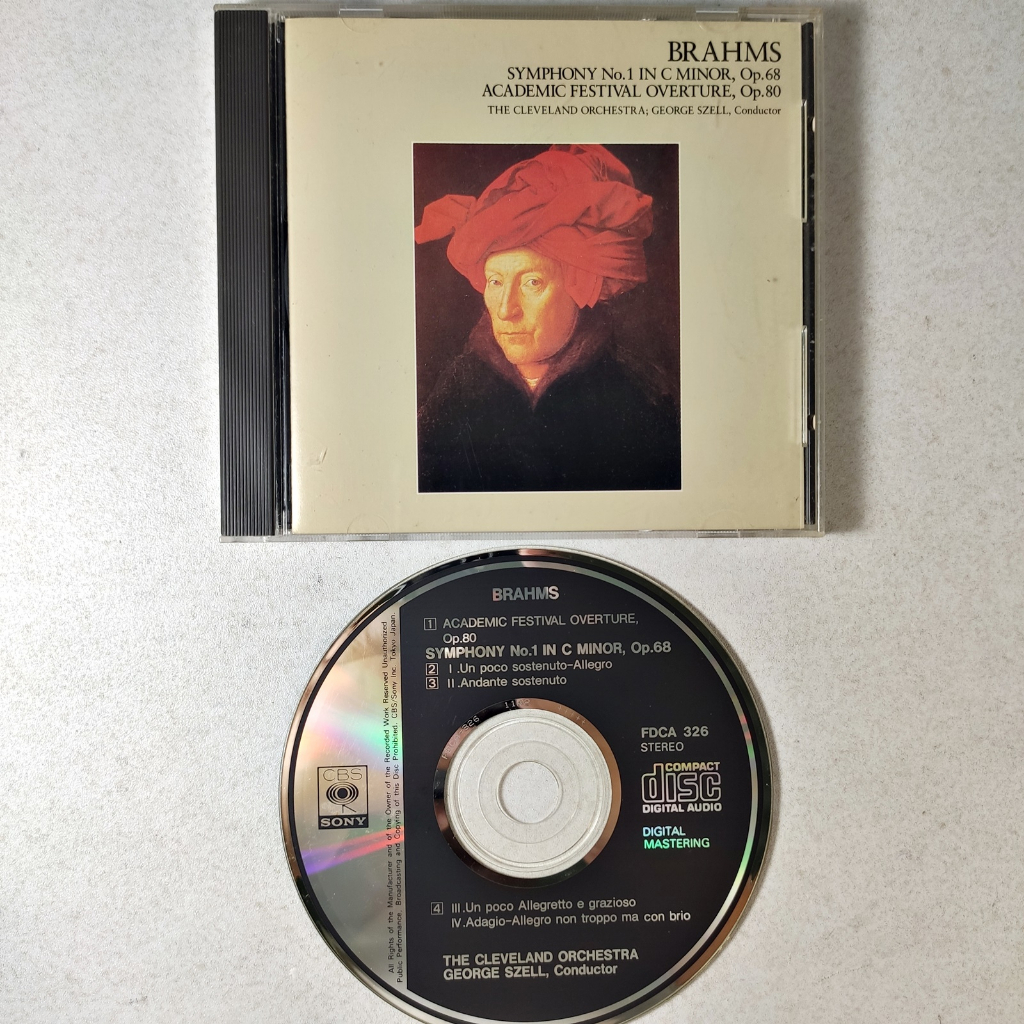 BRAHMS
SYMPHONY No.1 IN C MINOR, Op.68
ACADEMIC FESTIVAL OVERTURE, Op.80
THE CLEVELAND ORCHESTRA; GEORGE SZELL, Conductor
BRAHMS
1 ACADEMIC FESTIVAL OVERTURE,
Op.80
SYMPHONY No.1 IN C MINOR, Op.68
2 I.Un poco sostenuto-Allegro
3 II.Andante sostenuto
FDCA 326
STEREO
COMPACT
disc
DIGITAL AUDIO
DIGITAL
MASTERING
CBS
SONY
All Rights of the Manufacturer and of the Owner of the Recorded Work Reserved Unauthorized
Public Performance, Broadcasting and Copying of this Disc Prohibited. CBS/Sony Inc. Tokyo Japan.
4 III.Un poco Allegretto e grazioso
IV.Adagio-Allegro non troppo ma con brio
THE CLEVELAND ORCHESTRA
GEORGE SZELL, Conductor